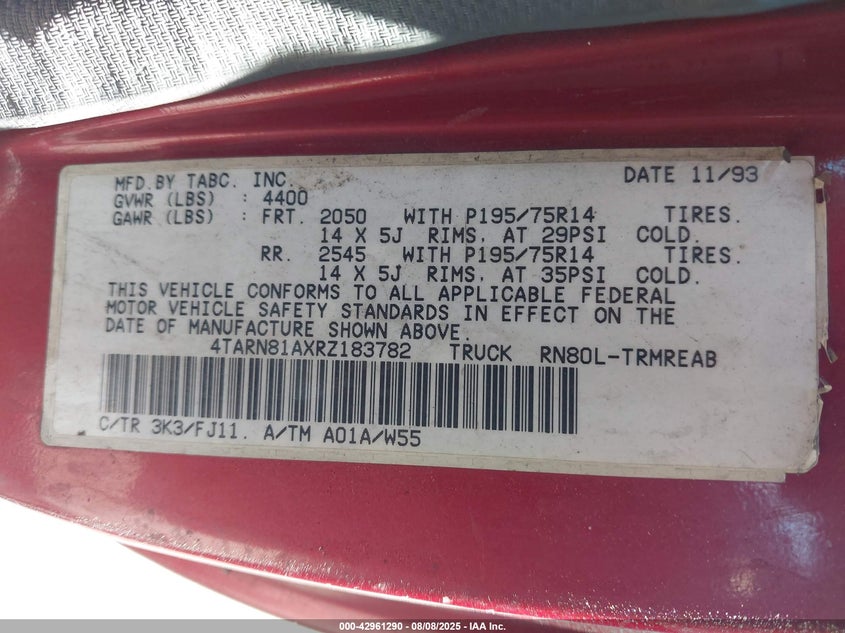 MFD.BY TABC, INC. DATE 11/93
GVWR (LBS) : 4400
GAWR (LBS) : FRT. 2050 WITH P195/75R14 TIRES.
14 X 5J RIMS, AT 29PSI COLD.
RR. 2545 WITH P195/75R14 TIRES.
14 X 5J RIMS, AT 35PSI COLD.
THIS VEHICLE CONFORMS TO ALL APPLICABLE FEDERAL
MOTOR VEHICLE SAFETY STANDARDS IN EFFECT ON THE
DATE OF MANUFACTURE SHOWN ABOVE.
4TARN81AXRZ183782 TRUCK RN80L-TRMREAB
C/TR 3K3/FJ11. A/TM A01A/W55
000-42961290 - 08/08/2025 - IAA Inc.